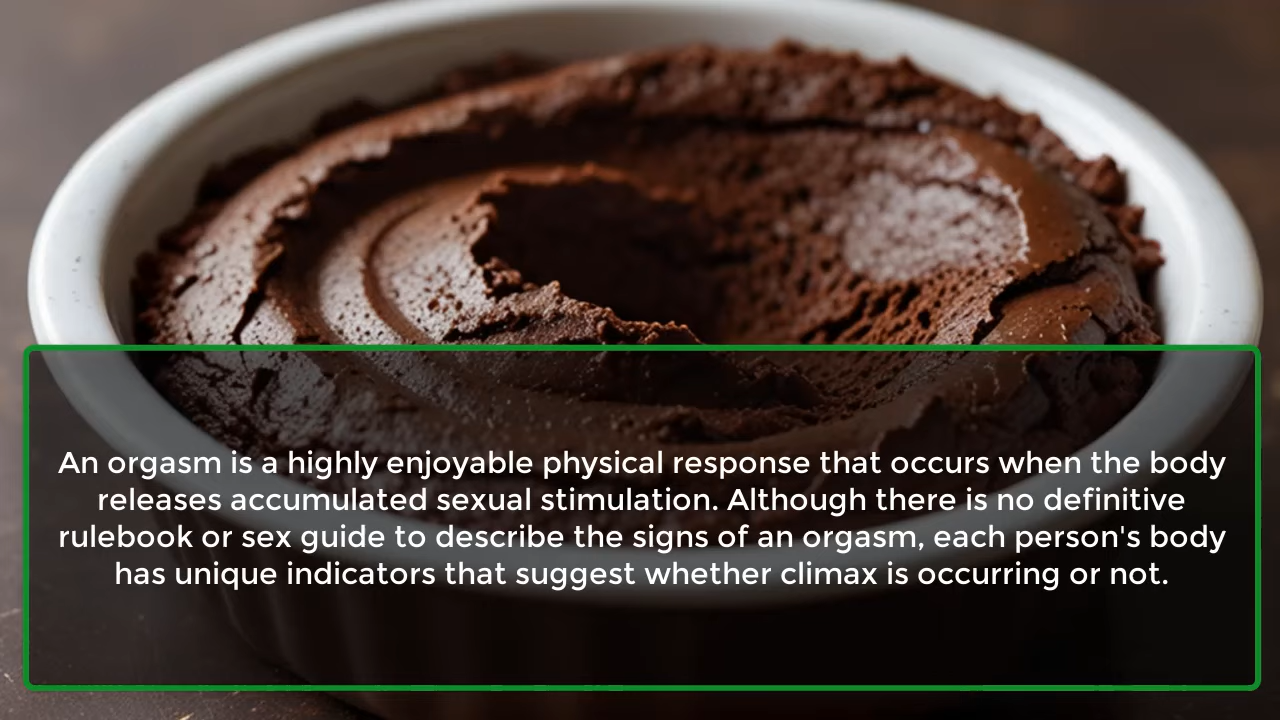 An orgasm is a highly enjoyable physical response that occurs when the body
releases accumulated sexual stimulation. Although there is no definitive
rulebook or sex guide to describe the signs of an orgasm, each person's body
has unique indicators that suggest whether climax is occurring or not.